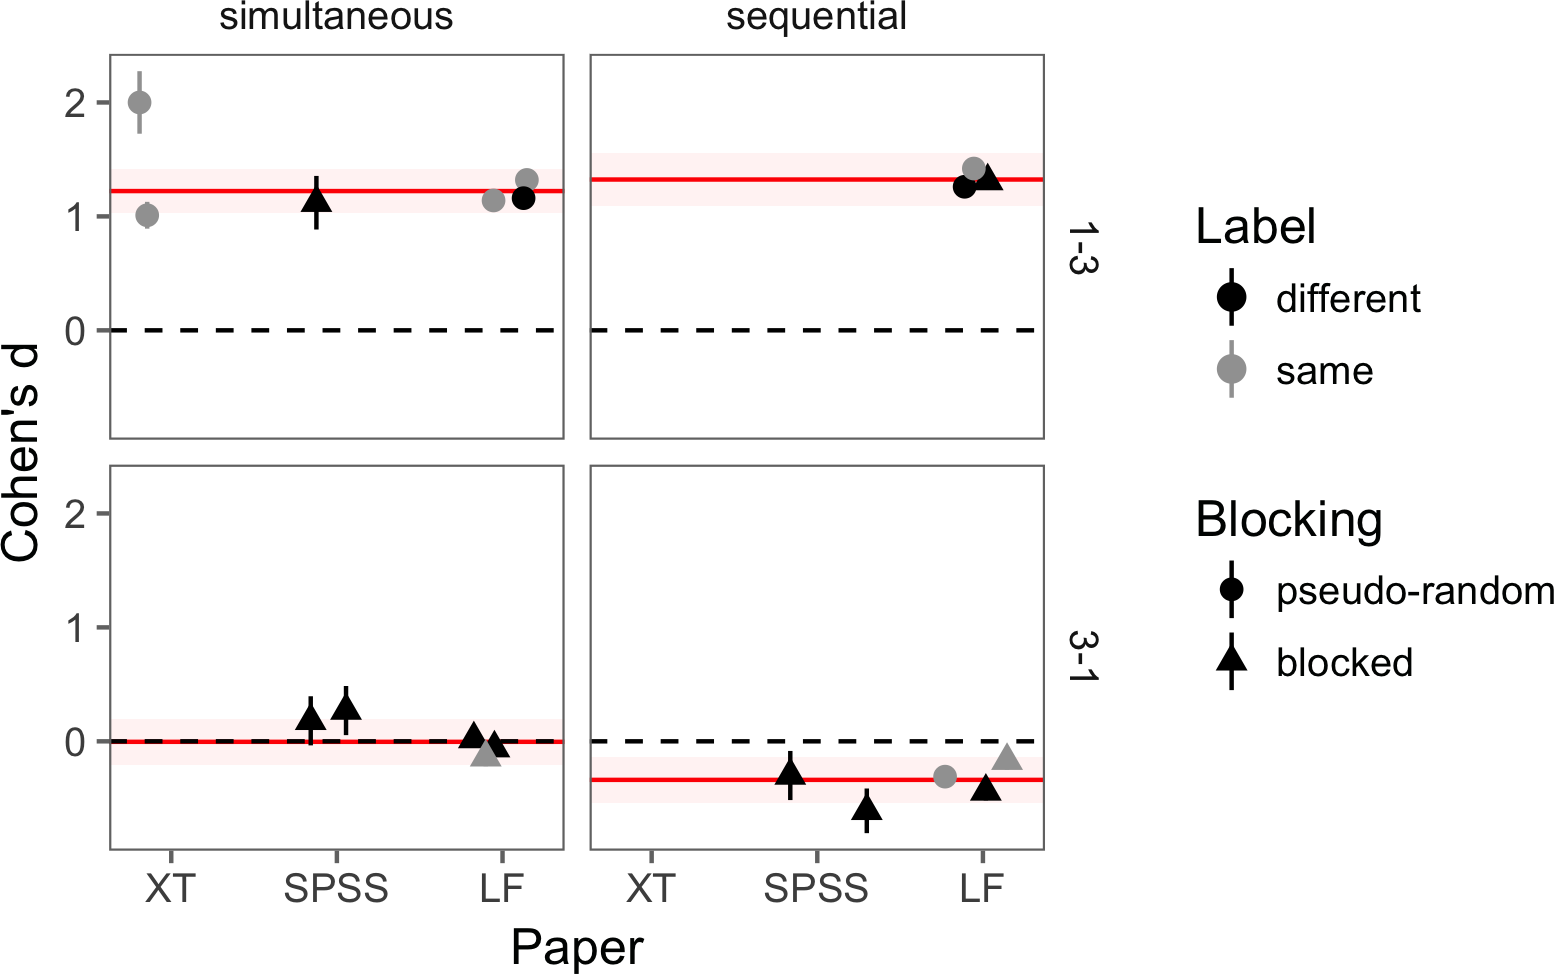 simultaneous
sequential
2
1
0
1-3
2
1
0
3-1
Cohen's d
XT
SPSS
LF
XT
SPSS
LF
Paper
Label
different
same
Blocking
pseudo-random
blocked